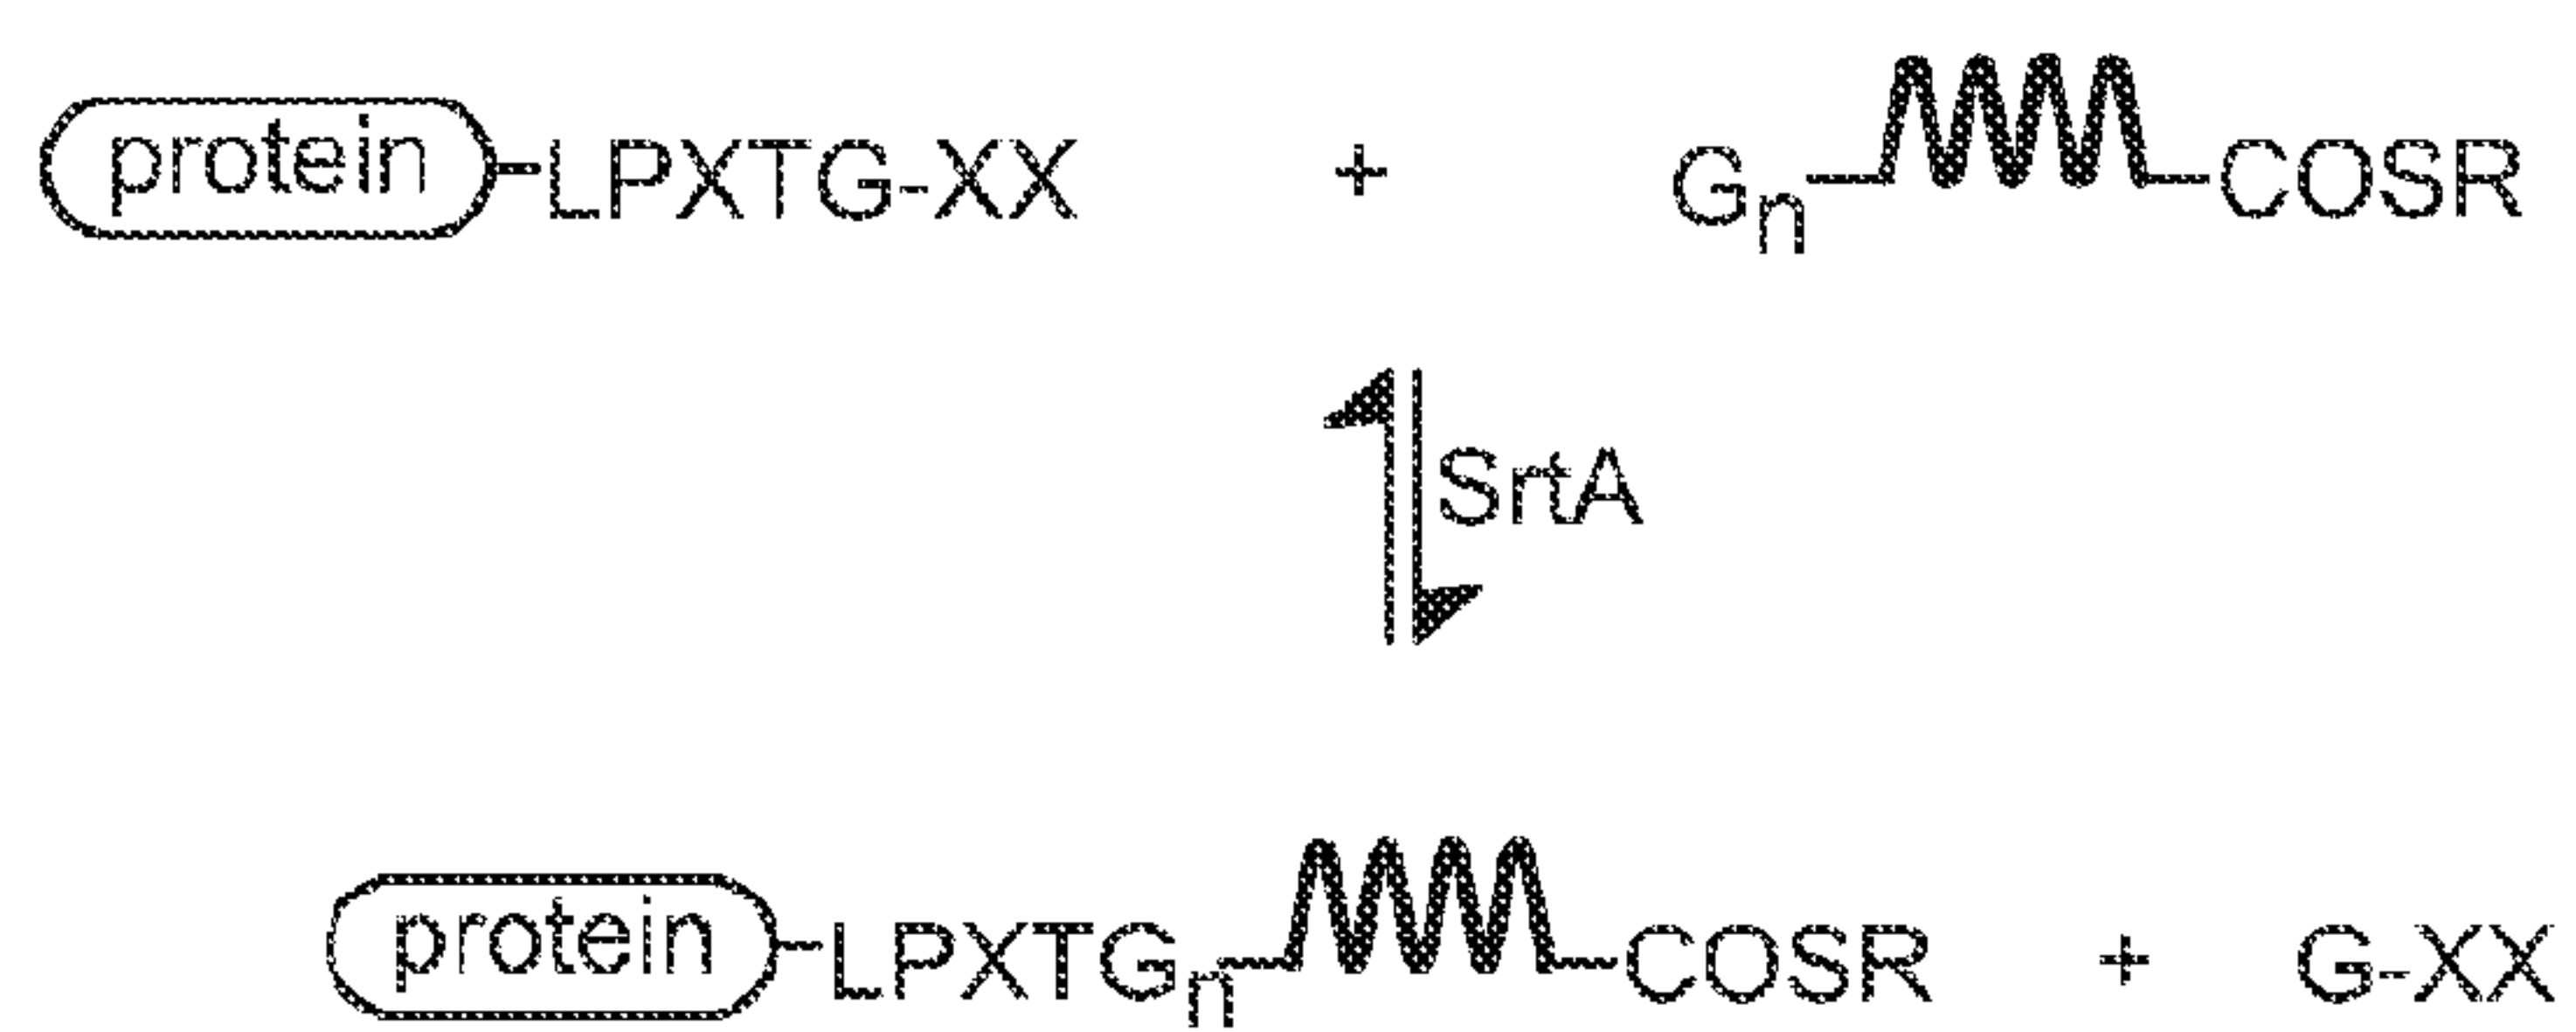 protein-LPXTG-XX + Gn-COSR
SrtA
protein-LPXTGn-COSR + G-XX